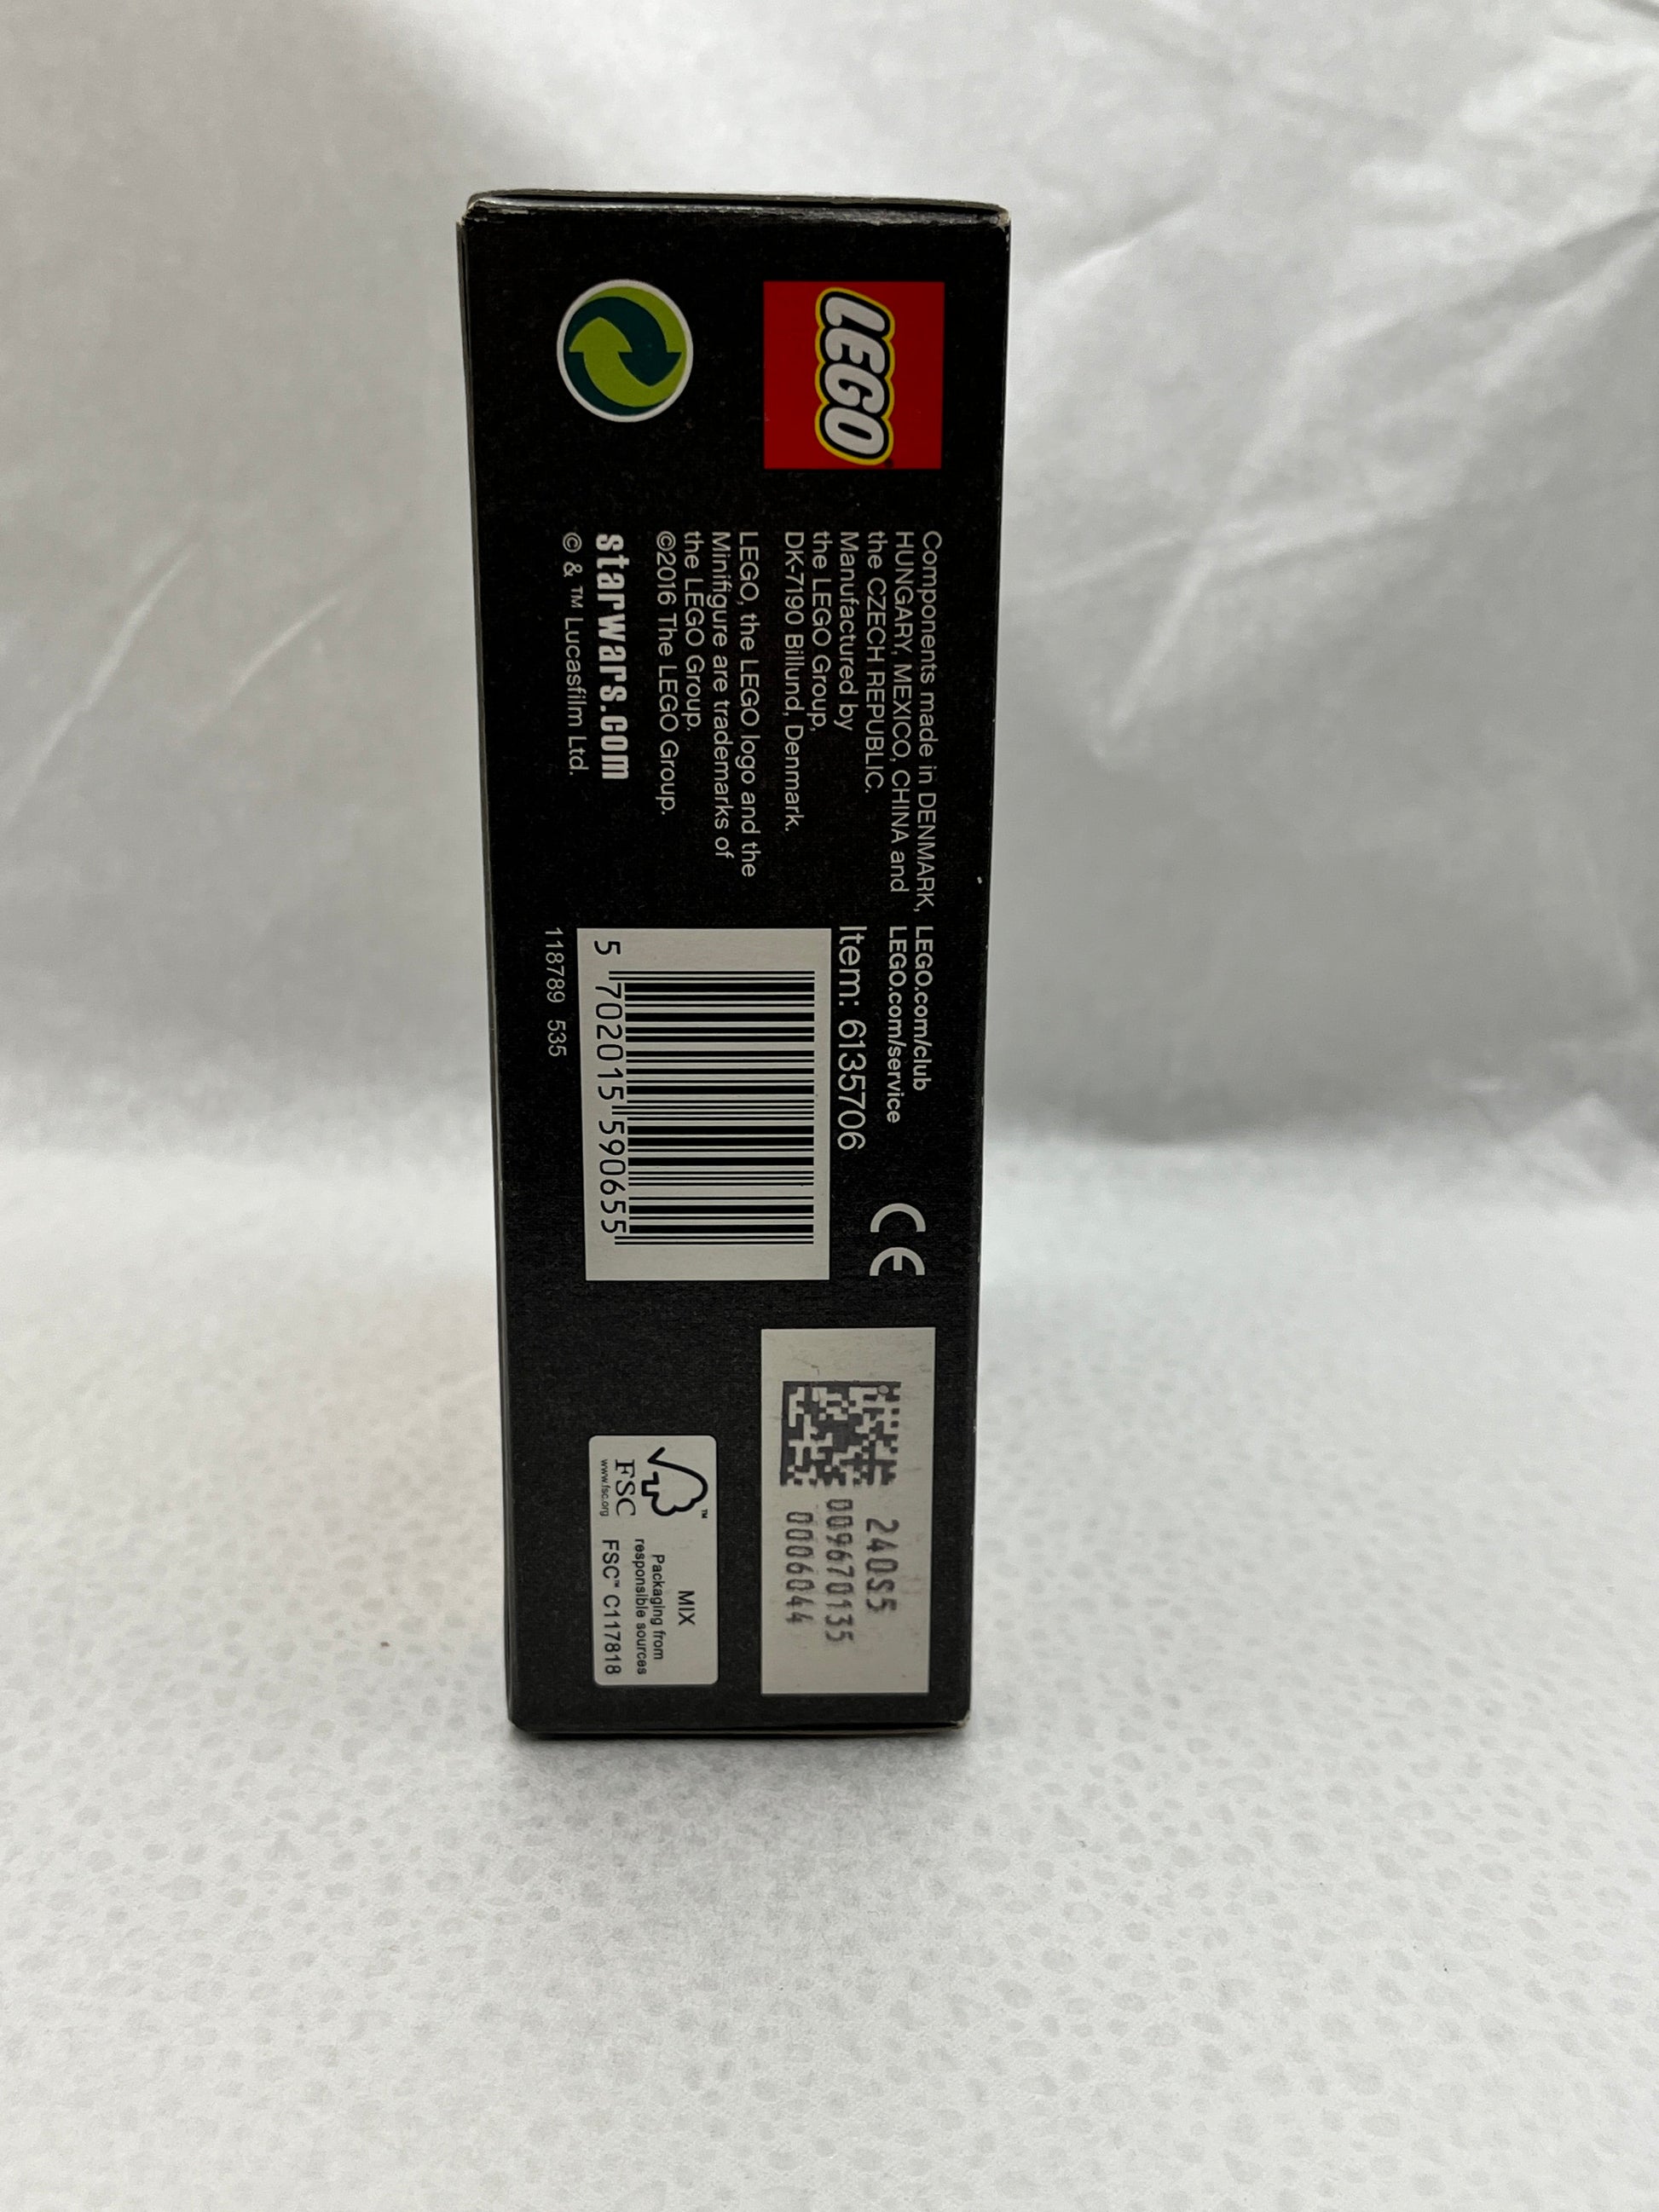 LEGO
Components made in DENMARK,
HUNGARY, MEXICO, CHINA and
the CZECH REPUBLIC.
Manufactured by
the LEGO Group,
DK-7190 Billund, Denmark.
LEGO, the LEGO logo and the
Minifigure are trademarks of
the LEGO Group.
©2016 The LEGO Group.
starwars.com
© & ™ Lucasfilm Ltd.
LEGO.com/club
LEGO.com/service
CE
Item: 6135706
5 702015 590655
118789 535
240S5
009670135
0006044
FSC™
www.fsc.org
MIX
Packaging from
responsible sources
FSC™ C117818